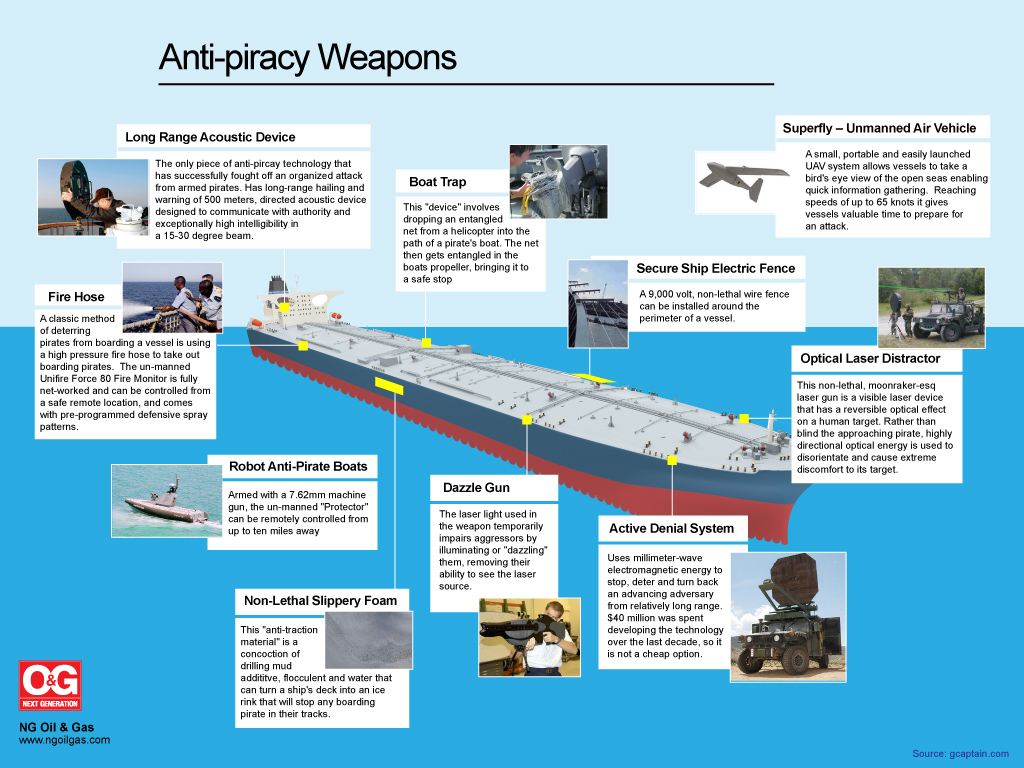 Anti-piracy Weapons
Long Range Acoustic Device
The only piece of anti-pircay technology that
has successfully fought off an organized attack
from armed pirates. Has long-range hailing and
warning of 500 meters, directed acoustic device
designed to communicate with authority and
exceptionally high intelligibility in
a 15-30 degree beam.
Boat Trap
This "device" involves
dropping an entangled
net from a helicopter into the
path of a pirate's boat. The net
then gets entangled in the
boats propeller, bringing it to
a safe stop
Superfly – Unmanned Air Vehicle
A small, portable and easily launched
UAV system allows vessels to take a
bird's eye view of the open seas enabling
quick information gathering. Reaching
speeds of up to 65 knots it gives
vessels valuable time to prepare for
an attack.
Secure Ship Electric Fence
A 9,000 volt, non-lethal wire fence
can be installed around the
perimeter of a vessel.
Fire Hose
A classic method
of deterring
pirates from boarding a vessel is using
a high pressure fire hose to take out
boarding pirates. The un-manned
Unifire Force 80 Fire Monitor is fully
net-worked and can be controlled from
a safe remote location, and comes
with pre-programmed defensive spray
patterns.
Optical Laser Distractor
This non-lethal, moonraker-esq
laser gun is a visible laser device
that has a reversible optical effect
on a human target. Rather than
blind the approaching pirate, highly
directional optical energy is used to
disorientate and cause extreme
discomfort to its target.
Robot Anti-Pirate Boats
Armed with a 7.62mm machine
gun, the un-manned "Protector"
can be remotely controlled from
up to ten miles away
Dazzle Gun
The laser light used in
the weapon temporarily
impairs aggressors by
illuminating or "dazzling"
them, removing their
ability to see the laser
source.
Active Denial System
Uses millimeter-wave
electromagnetic energy to
stop, deter and turn back
an advancing adversary
from relatively long range.
$40 million was spent
developing the technology
over the last decade, so it
is not a cheap option.
Non-Lethal Slippery Foam
This "anti-traction
material" is a
concoction of
drilling mud
addititve, flocculent and water that
can turn a ship's deck into an ice
rink that will stop any boarding
pirate in their tracks.
O&G
NEXT GENERATION
NG Oil & Gas
www.ngoilgas.com
Source: gcaptain.com